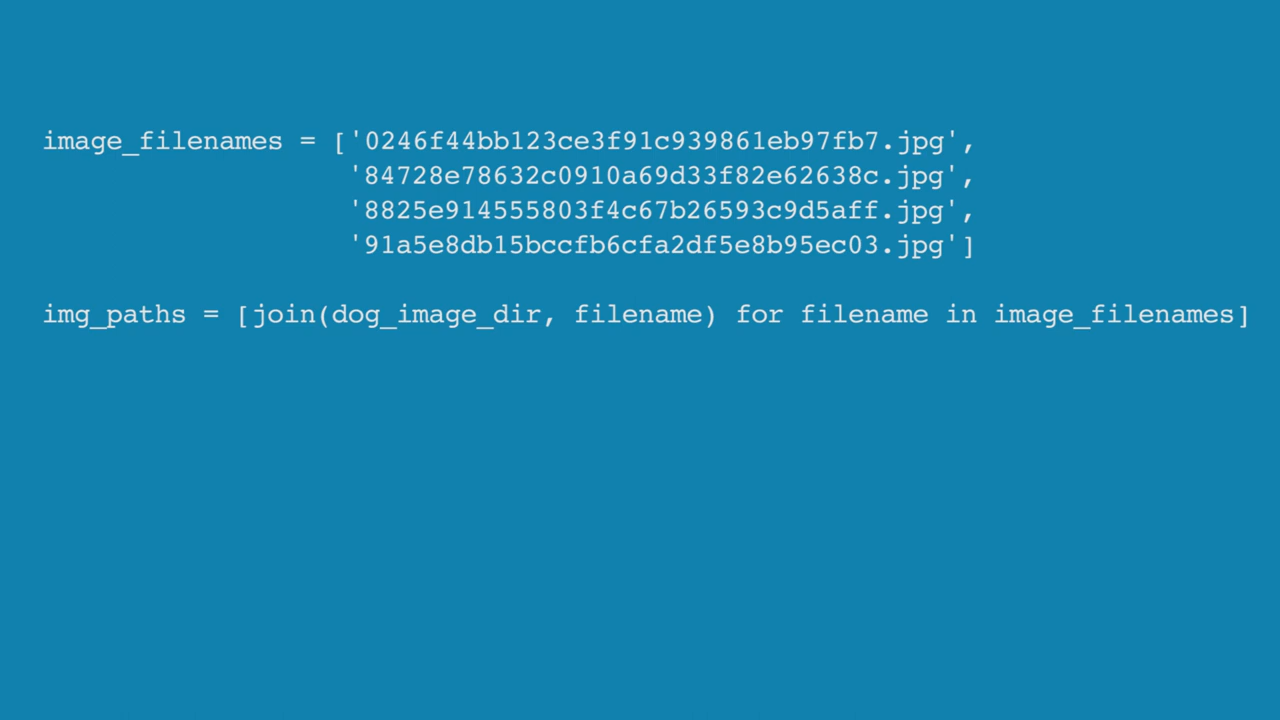 image_filenames = ['0246f44bb123ce3f91c939861eb97fb7.jpg',
'84728e78632c0910a69d33f82e62638c.jpg',
'8825e914555803f4c67b26593c9d5aff.jpg',
'91a5e8db15bccfb6cfa2df5e8b95ec03.jpg']
img_paths = [join(dog_image_dir, filename) for filename in image_filenames]